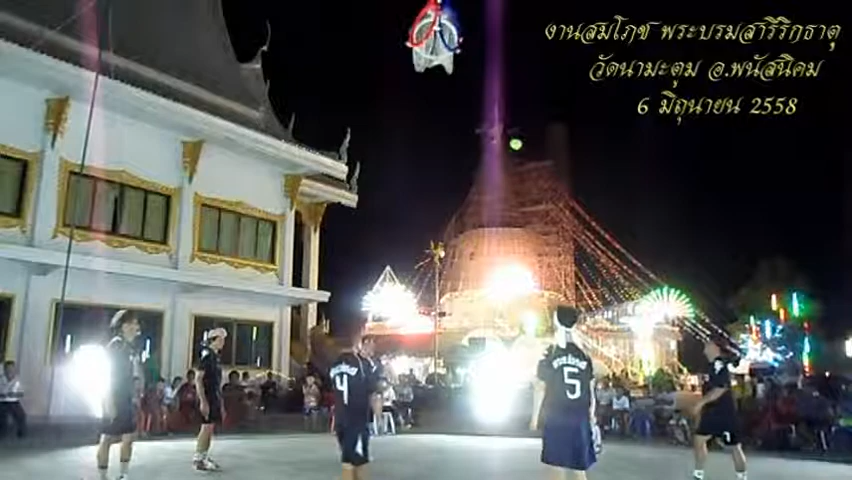 งานสมโภช พระบรมสารีริกธาตุ
วัดนามะตูม อ.พนัสนิคม
6 มิถุนายน 2558
4
5